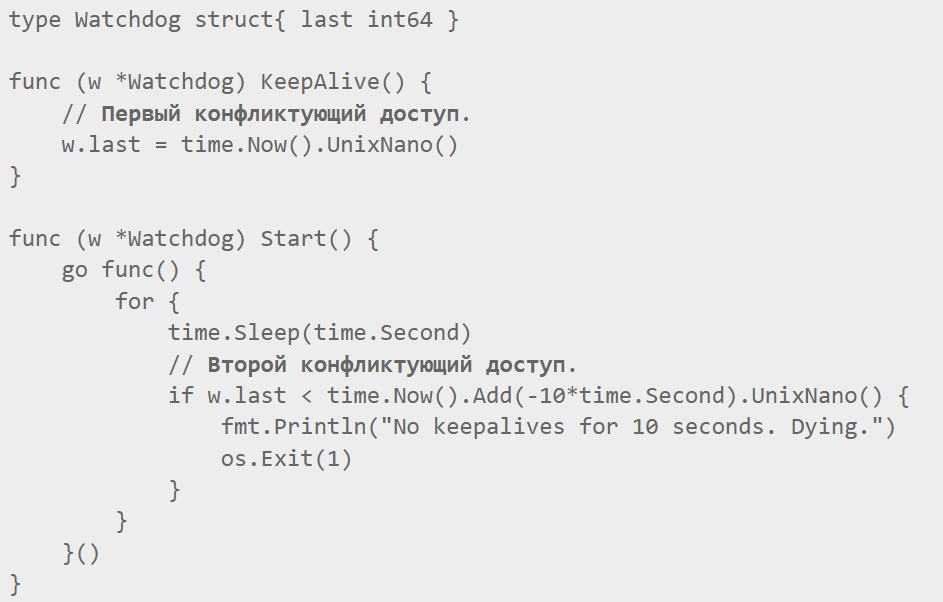 type Watchdog struct{ last int64 }

func (w *Watchdog) KeepAlive() {
    // Первый конфликтующий доступ.
    w.last = time.Now().UnixNano()
}

func (w *Watchdog) Start() {
    go func() {
        for {
            time.Sleep(time.Second)
            // Второй конфликтующий доступ.
            if w.last < time.Now().Add(-10*time.Second).UnixNano() {
                fmt.Println("No keepalives for 10 seconds. Dying.")
                os.Exit(1)
            }
        }
    }()
}